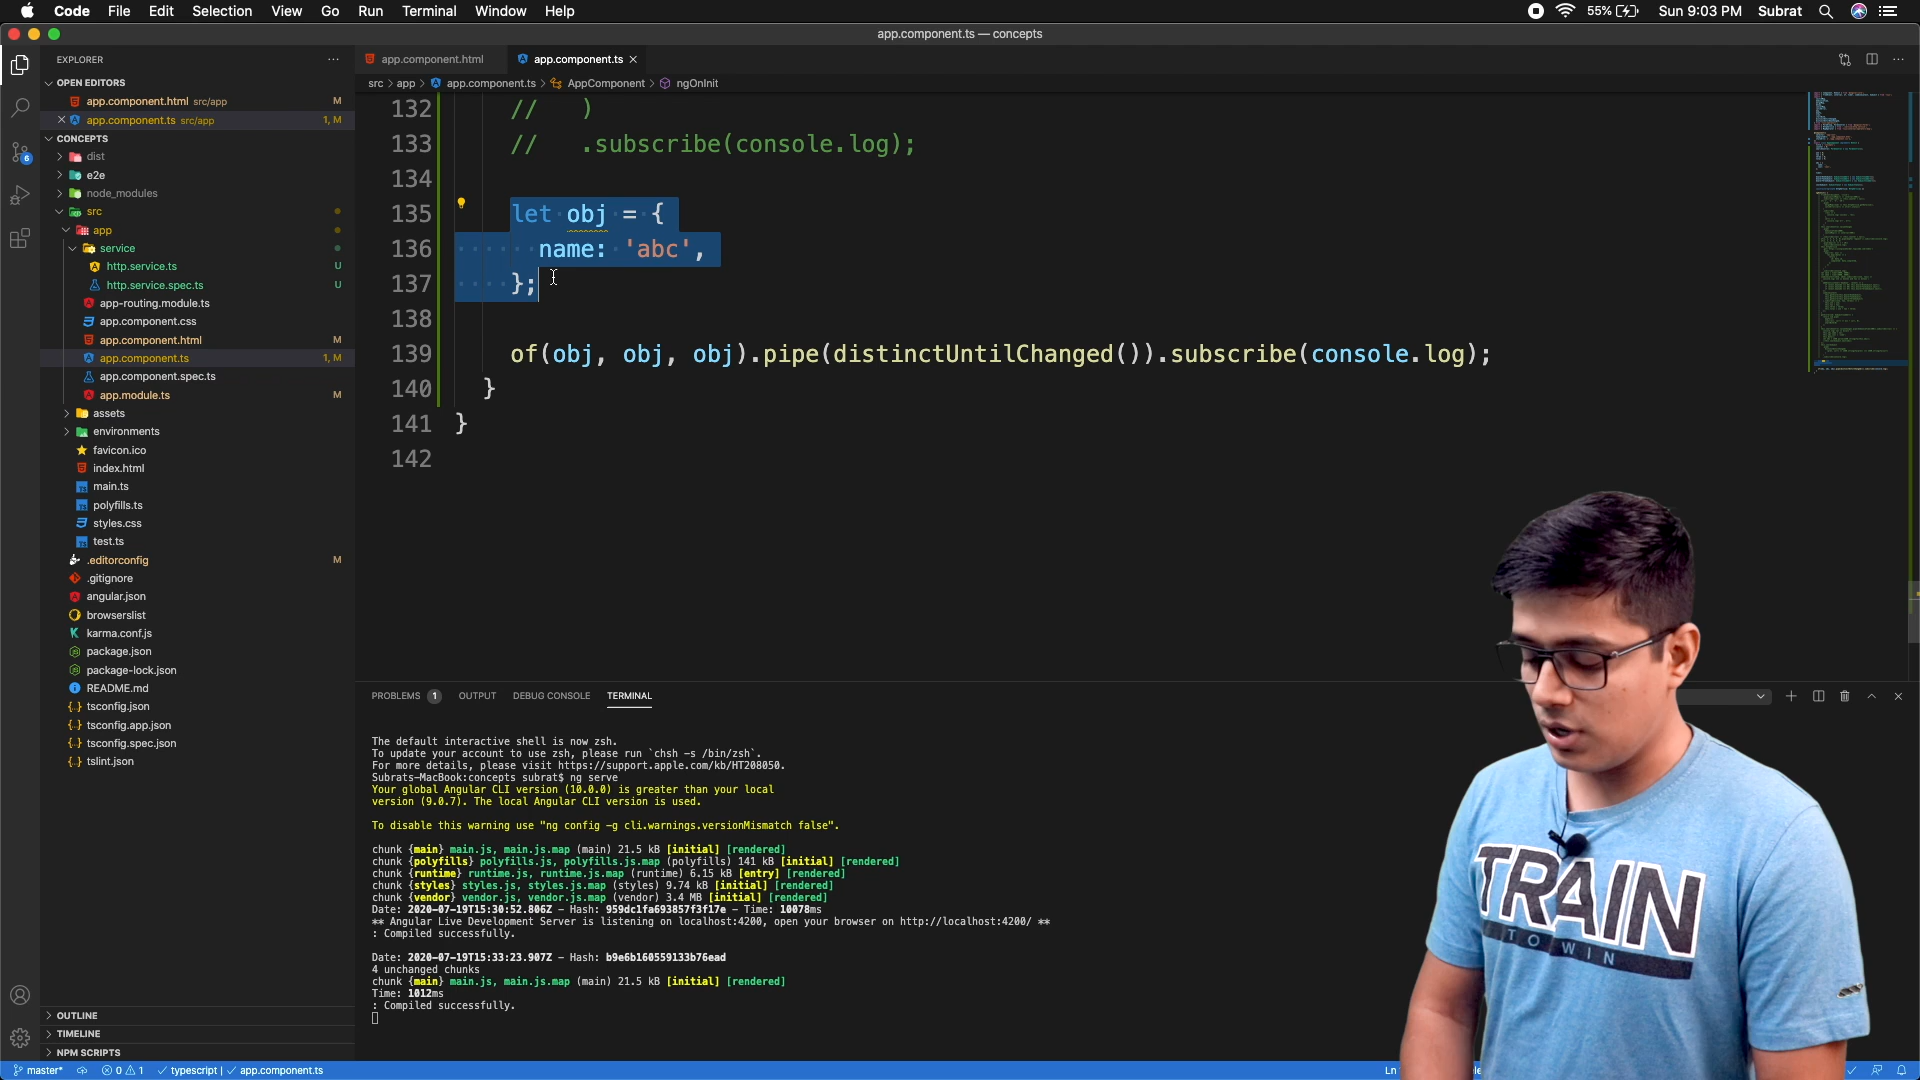 Code File Edit Selection View Go Run Terminal Window Help
55% Sun 9:03 PM Subrat
app.component.ts — concepts
EXPLORER
OPEN EDITORS
app.component.html src/app M
app.component.ts src/app 1, M
CONCEPTS
dist
e2e
node_modules
src
app
service
http.service.ts U
http.service.spec.ts U
app-routing.module.ts
app.component.css
app.component.html M
app.component.ts 1, M
app.component.spec.ts
app.module.ts M
assets
environments
favicon.ico
index.html
main.ts
polyfills.ts
styles.css
test.ts
.editorconfig M
.gitignore
angular.json
browserslist
karma.conf.js
package.json
package-lock.json
README.md
tsconfig.json
tsconfig.app.json
tsconfig.spec.json
tslint.json
OUTLINE
TIMELINE
NPM SCRIPTS
app.component.html app.component.ts
src > app > app.component.ts > AppComponent > ngOnInit
132 // )
133 // .subscribe(console.log);
134
135 let obj = {
136 name: 'abc',
137 };
138
139 of(obj, obj, obj).pipe(distinctUntilChanged()).subscribe(console.log);
140 }
141 }
142
PROBLEMS 1 OUTPUT DEBUG CONSOLE TERMINAL
The default interactive shell is now zsh.
To update your account to use zsh, please run `chsh -s /bin/zsh`.
For more details, please visit https://support.apple.com/kb/HT208050.
Subrats-MacBook:concepts subrat$ ng serve
Your global Angular CLI version (10.0.0) is greater than your local
version (9.0.7). The local Angular CLI version is used.
To disable this warning use "ng config -g cli.warnings.versionMismatch false".
chunk {main} main.js, main.js.map (main) 21.5 kB [initial] [rendered]
chunk {polyfills} polyfills.js, polyfills.js.map (polyfills) 141 kB [initial] [rendered]
chunk {runtime} runtime.js, runtime.js.map (runtime) 6.15 kB [entry] [rendered]
chunk {styles} styles.js, styles.js.map (styles) 9.74 kB [initial] [rendered]
chunk {vendor} vendor.js, vendor.js.map (vendor) 3.4 MB [initial] [rendered]
Date: 2020-07-19T15:30:52.806Z - Hash: 959dc1fa693857f3f17e - Time: 10078ms
** Angular Live Development Server is listening on localhost:4200, open your browser on http://localhost:4200/ **
: Compiled successfully.
Date: 2020-07-19T15:33:23.907Z - Hash: b9e6b160559133b76ead
4 unchanged chunks
chunk {main} main.js, main.js.map (main) 21.5 kB [initial] [rendered]
Time: 1012ms
: Compiled successfully.
TRAIN
TO WIN
master* 0 1 typescript | app.component.ts Ln